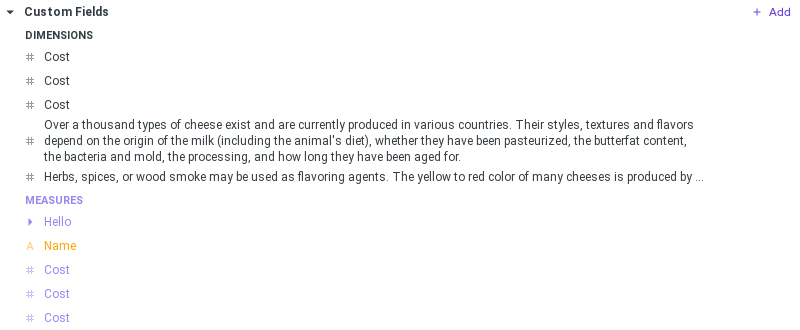 Custom Fields
Add
DIMENSIONS
Cost
Cost
Cost
Over a thousand types of cheese exist and are currently produced in various countries. Their styles, textures and flavors
depend on the origin of the milk (including the animal's diet), whether they have been pasteurized, the butterfat content,
the bacteria and mold, the processing, and how long they have been aged for.
Herbs, spices, or wood smoke may be used as flavoring agents. The yellow to red color of many cheeses is produced by ...
MEASURES
Hello
A Name
Cost
Cost
Cost